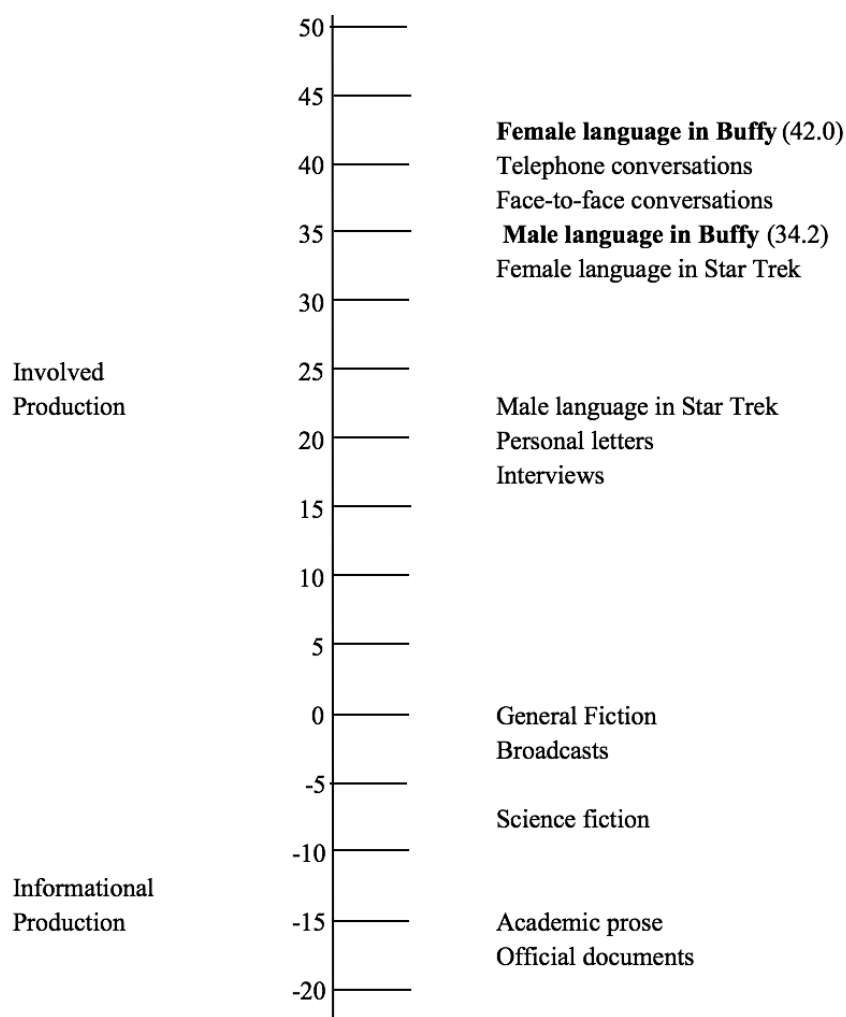 50
45
Female language in Buffy (42.0)
40 Telephone conversations
Face-to-face conversations
35 Male language in Buffy (34.2)
Female language in Star Trek
30
Involved 25
Production Male language in Star Trek
20 Personal letters
Interviews
15
10
5
0 General Fiction
Broadcasts
-5
Science fiction
-10
Informational
Production -15 Academic prose
Official documents
-20